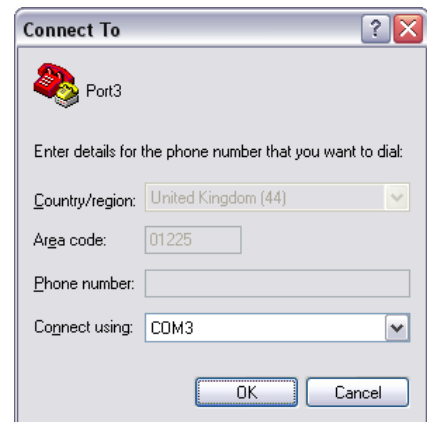 Connect To
Port3
Enter details for the phone number that you want to dial:
Country/region: United Kingdom (44)
Area code: 01225
Phone number:
Connect using: COM3
OK Cancel